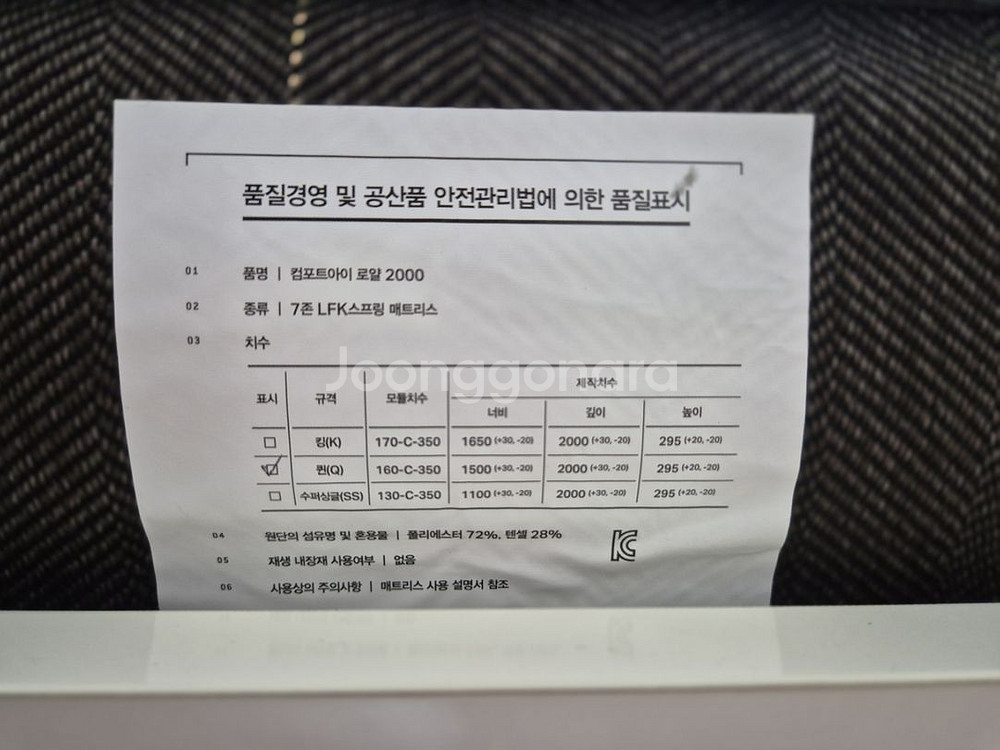 품질경영 및 공산품 안전관리법에 의한 품질표시
01 품명 | 컴포트아이 로얄 2000
02 종류 | 7존 LFK스프링 매트리스
03 치수
Joonggonara
표시 규격 모듈치수 제작치수
너비 깊이 높이
☐ 킹(K) 170-C-350 1650 (+30, -20) 2000 (+30, -20) 295 (+20, -20)
☑ 퀸(Q) 160-C-350 1500 (+30, -20) 2000 (+30, -20) 295 (+20, -20)
☐ 수퍼싱글(SS) 130-C-350 1100 (+30, -20) 2000 (+30, -20) 295 (+20, -20)
04 원단의 섬유명 및 혼용율 | 폴리에스터 72%, 텐셀 28%
05 재생 내장재 사용여부 | 없음
06 사용상의 주의사항 | 매트리스 사용 설명서 참조